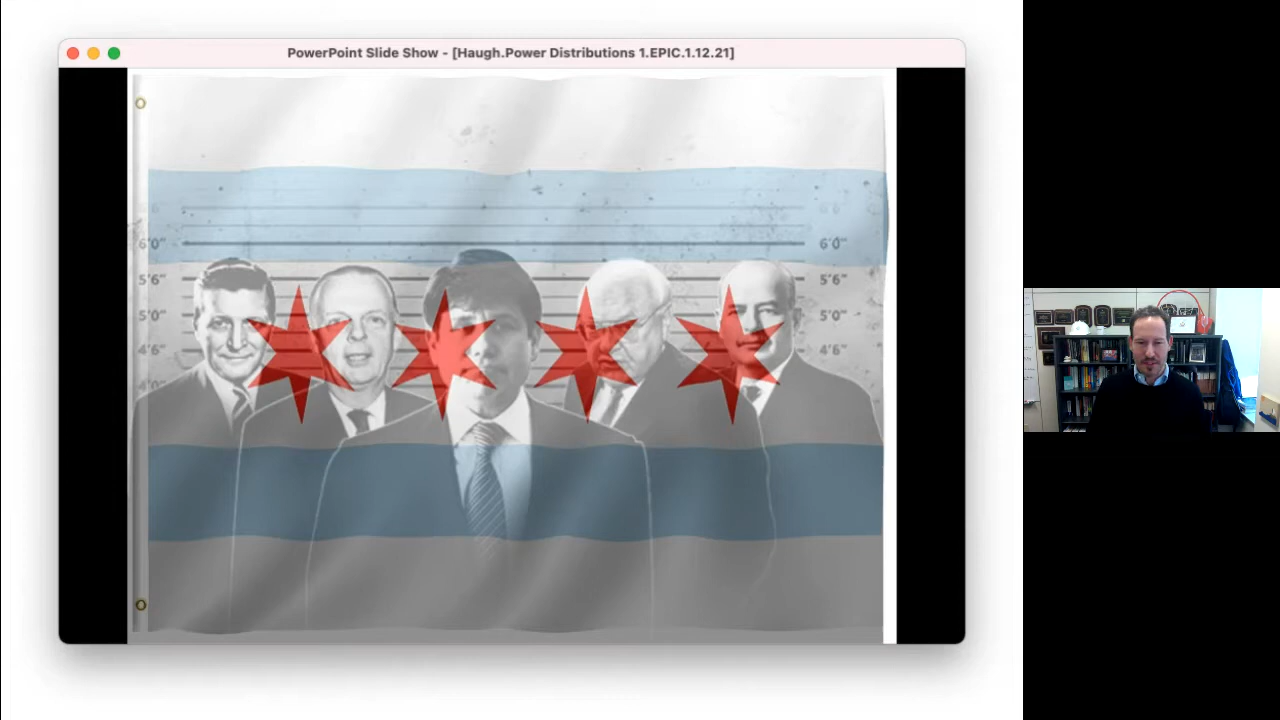 PowerPoint Slide Show - [Haugh.Power Distributions 1.EPIC.1.12.21]
6'0" 6'0"
5'6" 5'6"
5'0" 5'0"
4'6" 4'6"